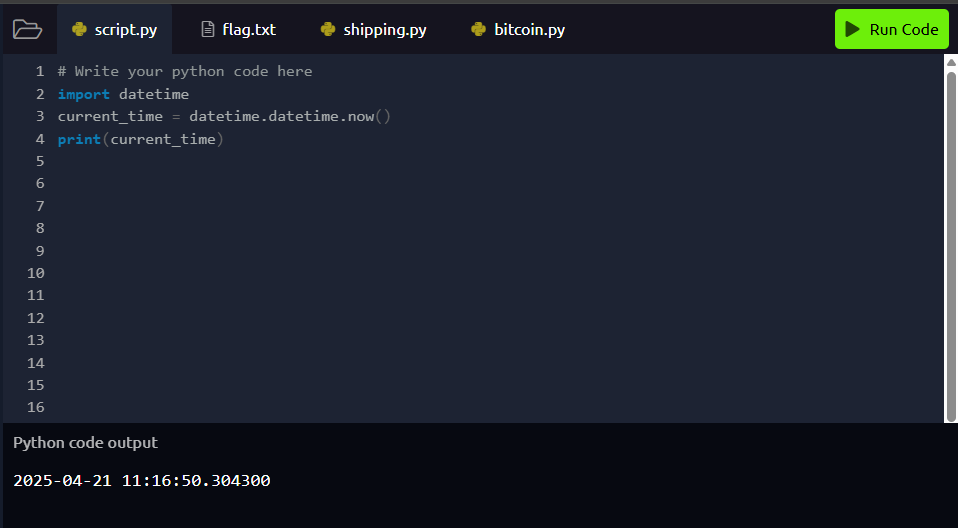 script.py flag.txt shipping.py bitcoin.py Run Code
1 # Write your python code here
2 import datetime
3 current_time = datetime.datetime.now()
4 print(current_time)
5
6
7
8
9
10
11
12
13
14
15
16
Python code output
2025-04-21 11:16:50.304300